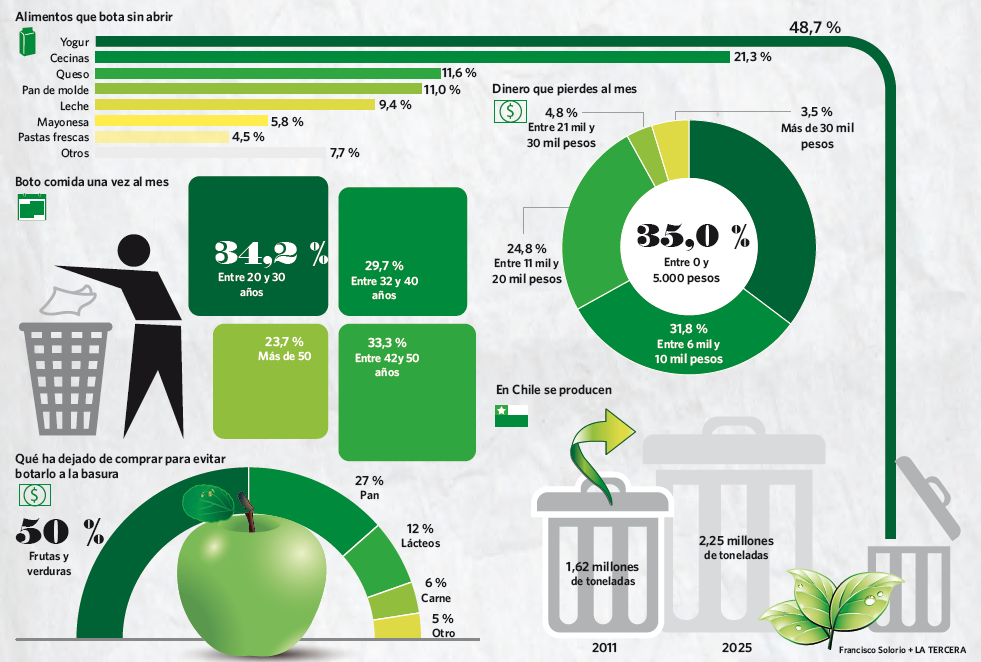 Alimentos que bota sin abrir
48,7 %
Yogur
Cecinas
21,3 %
Queso
11,6 %
Pan de molde
11,0 %
Leche
9,4 %
Mayonesa
5,8 %
Pastas frescas
4,5 %
Otros
7,7 %
Dinero que pierdes al mes
4,8 %
Entre 21 mil y
30 mil pesos
3,5 %
Más de 30 mil
pesos
24,8 %
Entre 11 mil y
20 mil pesos
35,0 %
Entre 0 y
5.000 pesos
31,8 %
Entre 6 mil y
10 mil pesos
Boto comida una vez al mes
34,2 %
Entre 20 y 30
años
29,7 %
Entre 32 y 40
años
23,7 %
Más de 50
33,3 %
Entre 42y 50
años
En Chile se producen
1,62 millones
de toneladas
2,25 millones
de toneladas
2011
2025
Qué ha dejado de comprar para evitar
botarlo a la basura
50 %
Frutas y
verduras
27 %
Pan
12 %
Lácteos
6 %
Carne
5 %
Otro
Francisco Solorio + LA TERCERA